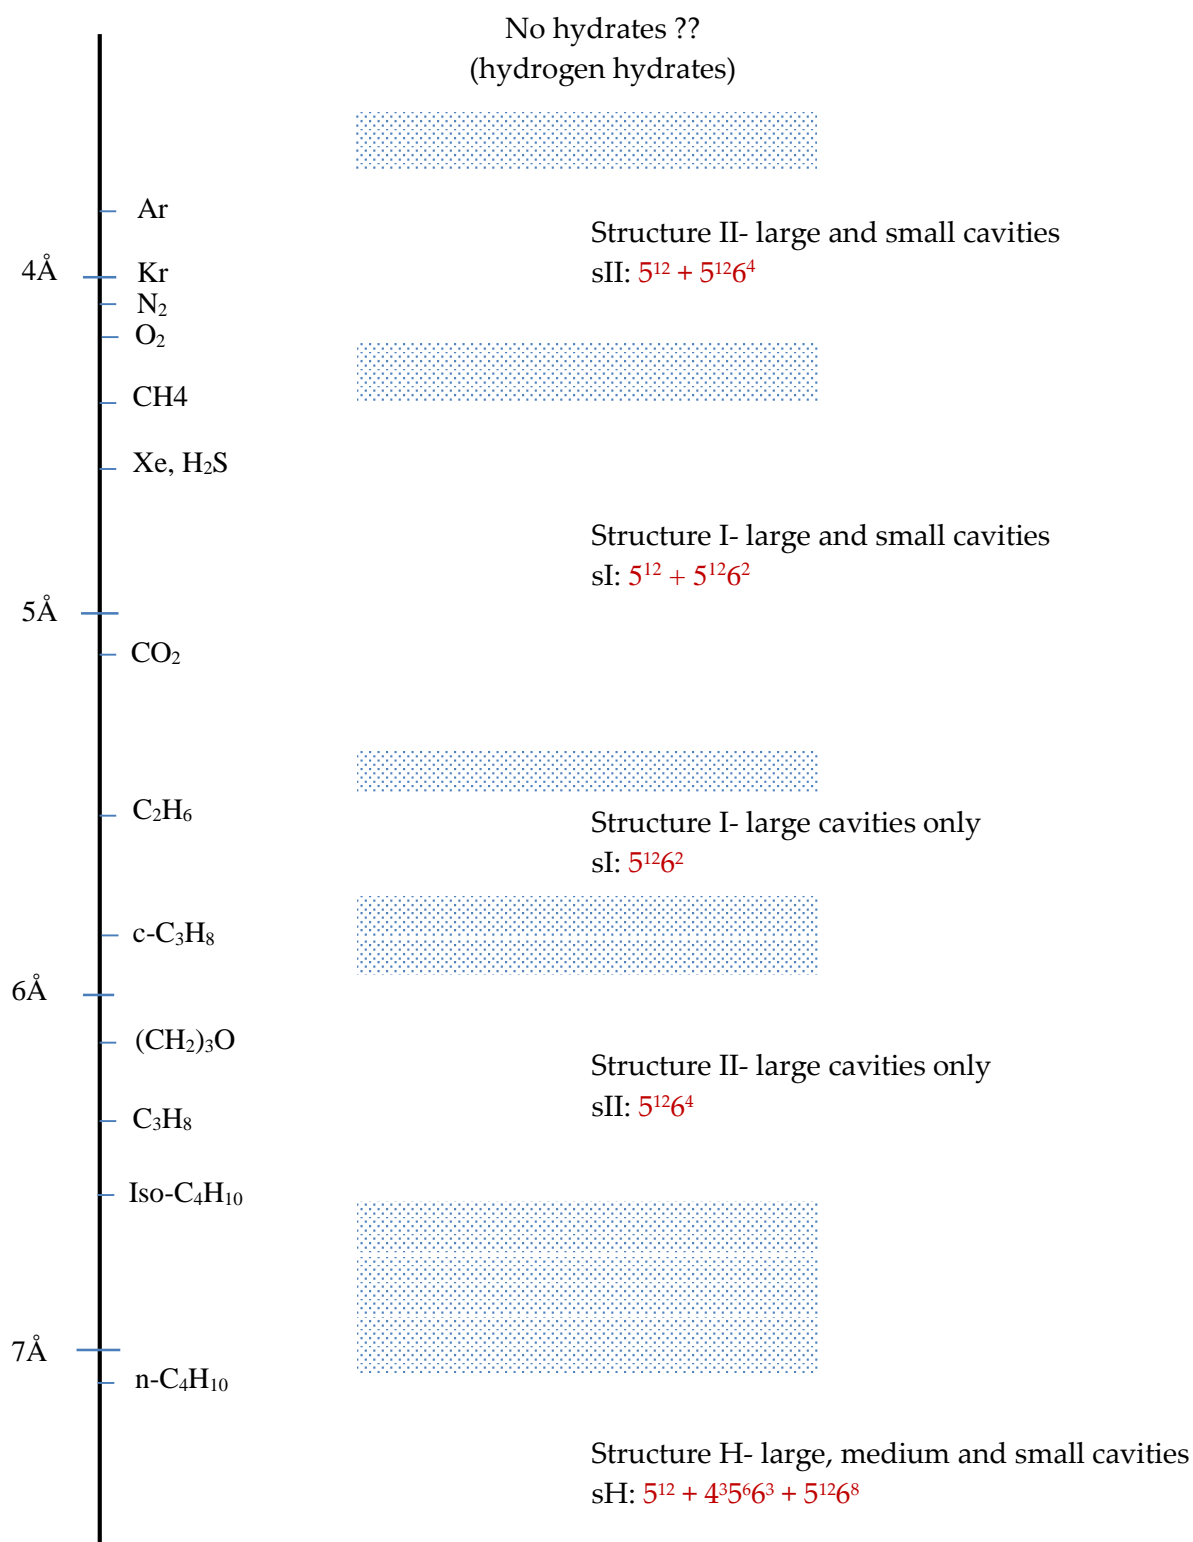 No hydrates ??
(hydrogen hydrates)
Ar
Structure II- large and small cavities
4Å
Kr
sII: 5¹² + 5¹²6⁴
N₂
O₂
CH4
Xe, H₂S
Structure I- large and small cavities
sI: 5¹² + 5¹²6²
5Å
CO₂
C₂H₆
Structure I- large cavities only
sI: 5¹²6²
c-C₃H₈
6Å
(CH₂)₃O
Structure II- large cavities only
sII: 5¹²6⁴
C₃H₈
Iso-C₄H₁₀
7Å
n-C₄H₁₀
Structure H- large, medium and small cavities
sH: 5¹² + 4³5⁶6³ + 5¹²6⁸